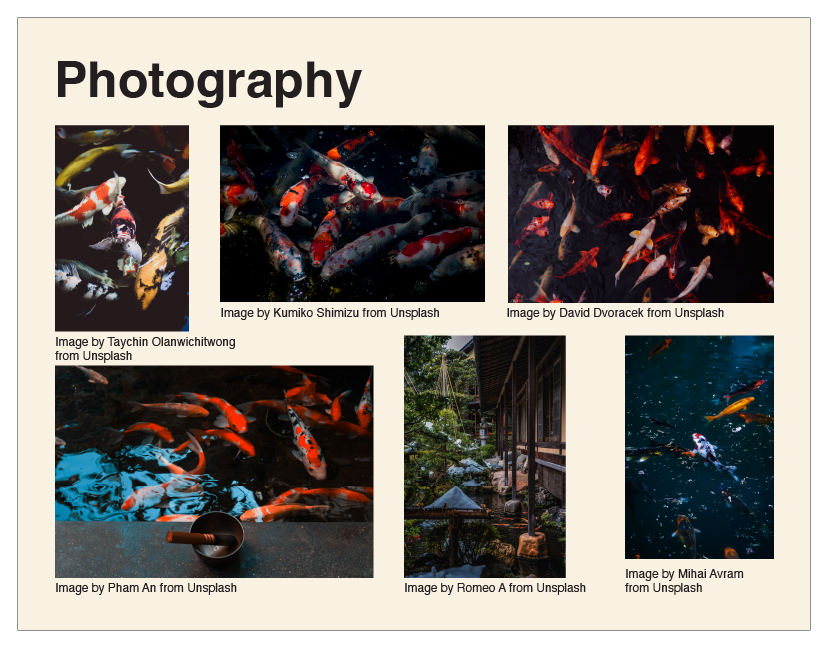 Photography
Image by Kumiko Shimizu from Unsplash
Image by David Dvoracek from Unsplash
Image by Taychin Olanwichitwong
from Unsplash
Image by Pham An from Unsplash
Image by Romeo A from Unsplash
Image by Mihai Avram
from Unsplash